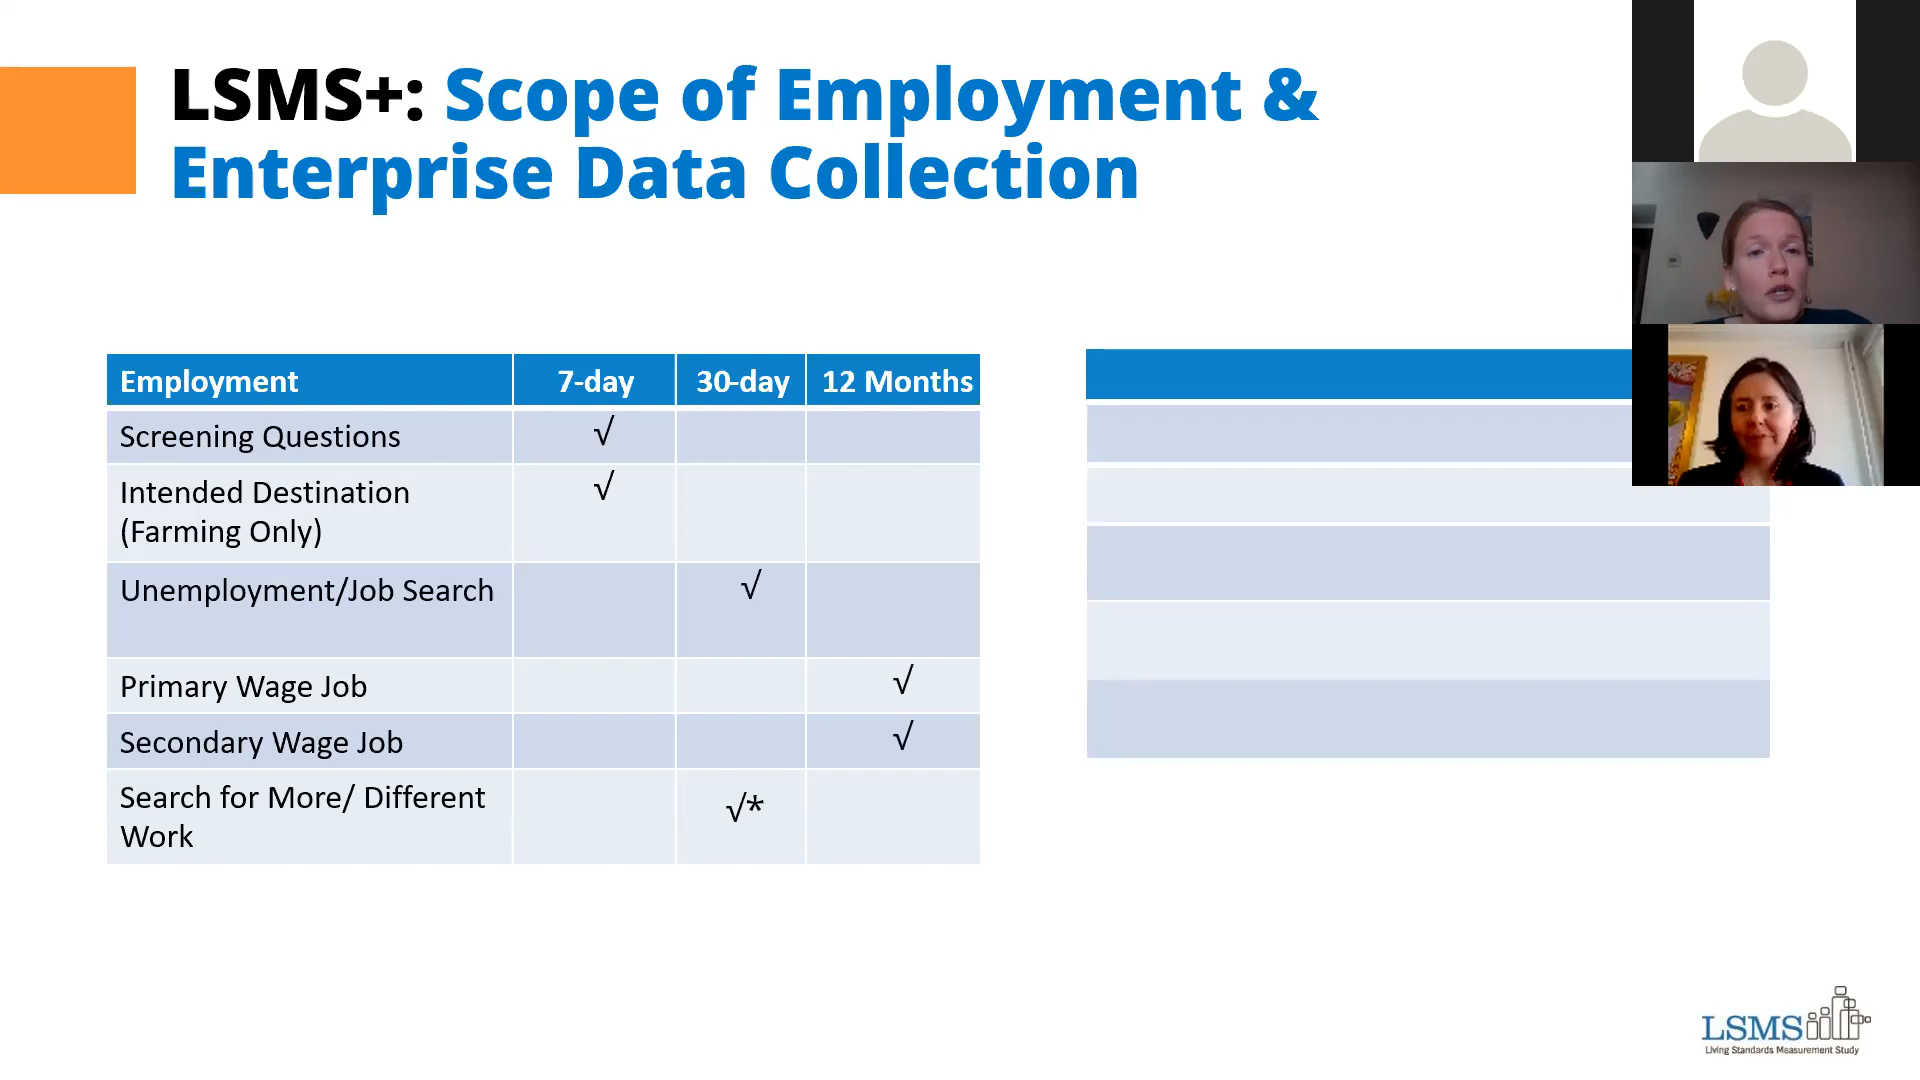 LSMS+: Scope of Employment &
Enterprise Data Collection
Employment 7-day 30-day 12 Months
Screening Questions √
Intended Destination √
(Farming Only)
Unemployment/Job Search √
Primary Wage Job √
Secondary Wage Job √
Search for More/ Different
Work √*
LSMS
Living Standards Measurement Study